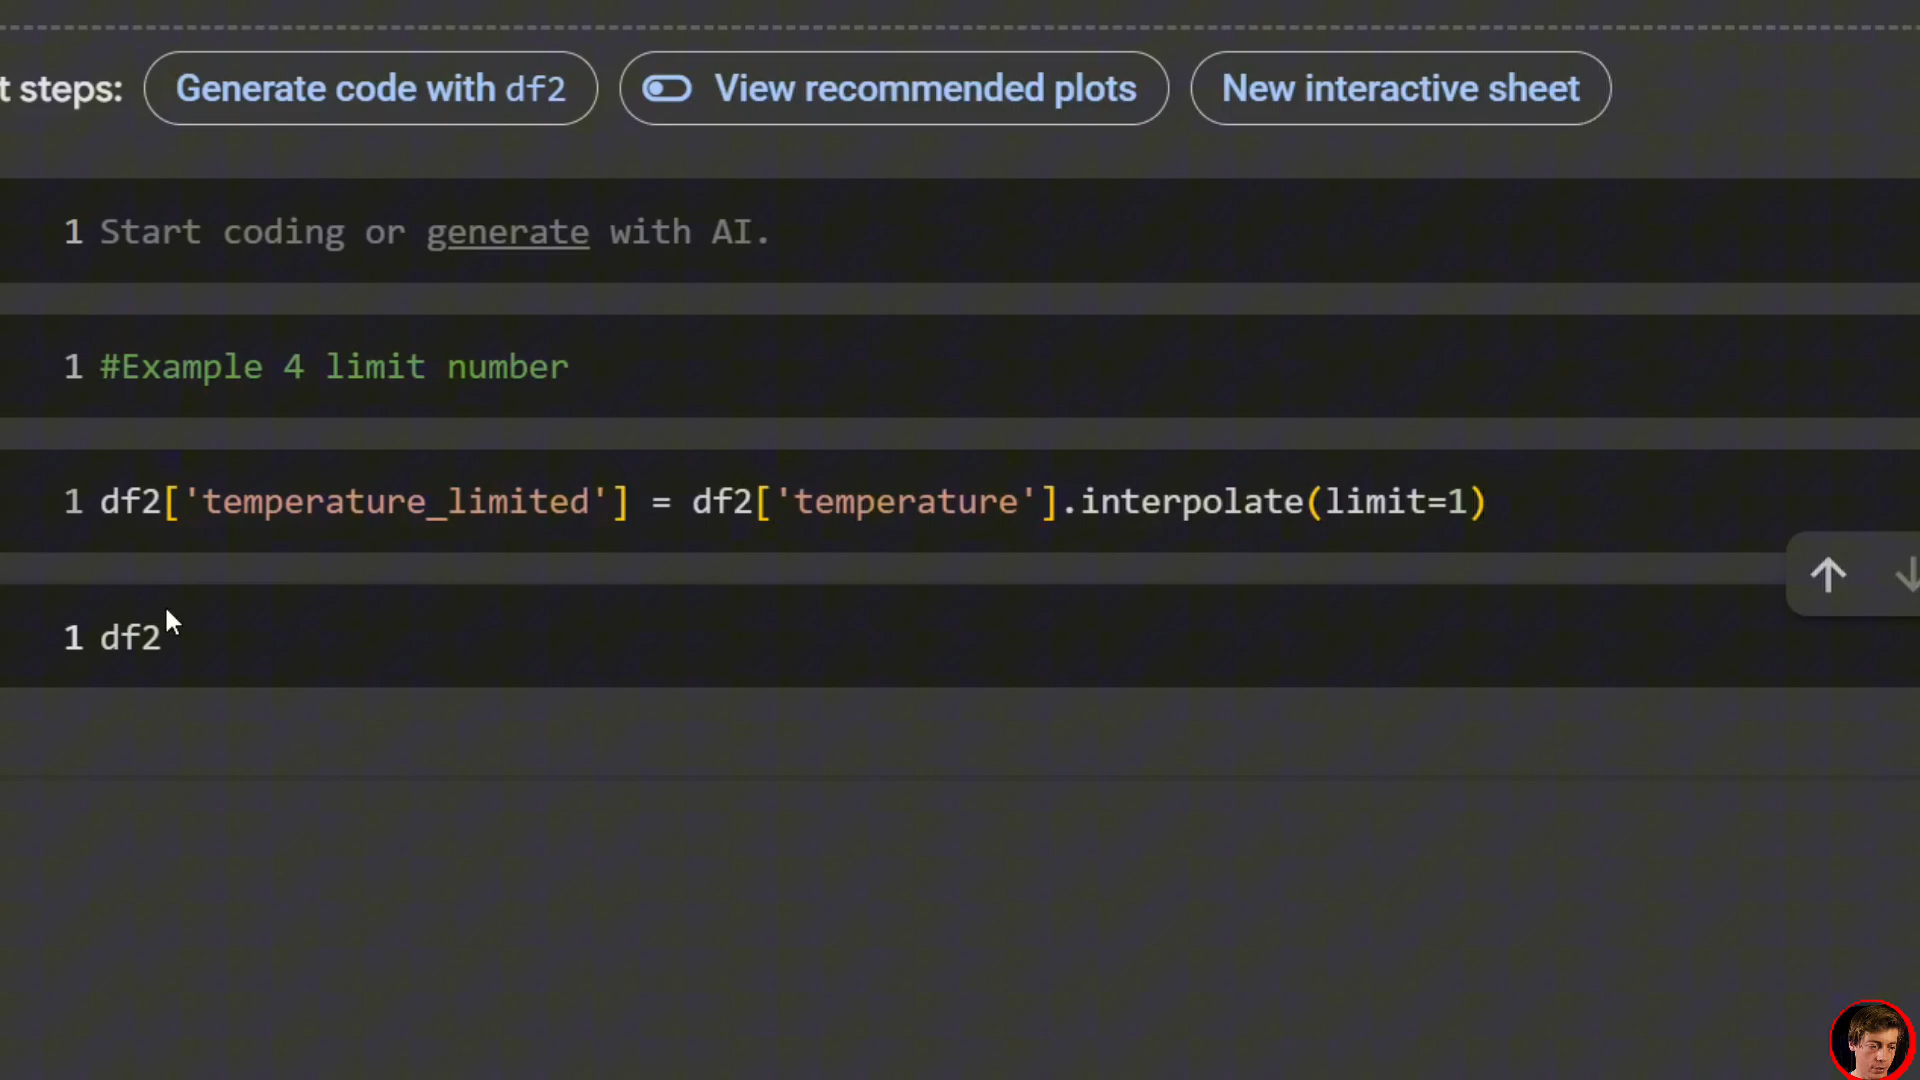 t steps: Generate code with df2 View recommended plots New interactive sheet
1 Start coding or generate with AI.
1 #Example 4 limit number
1 df2['temperature_limited'] = df2['temperature'].interpolate(limit=1)
1 df2